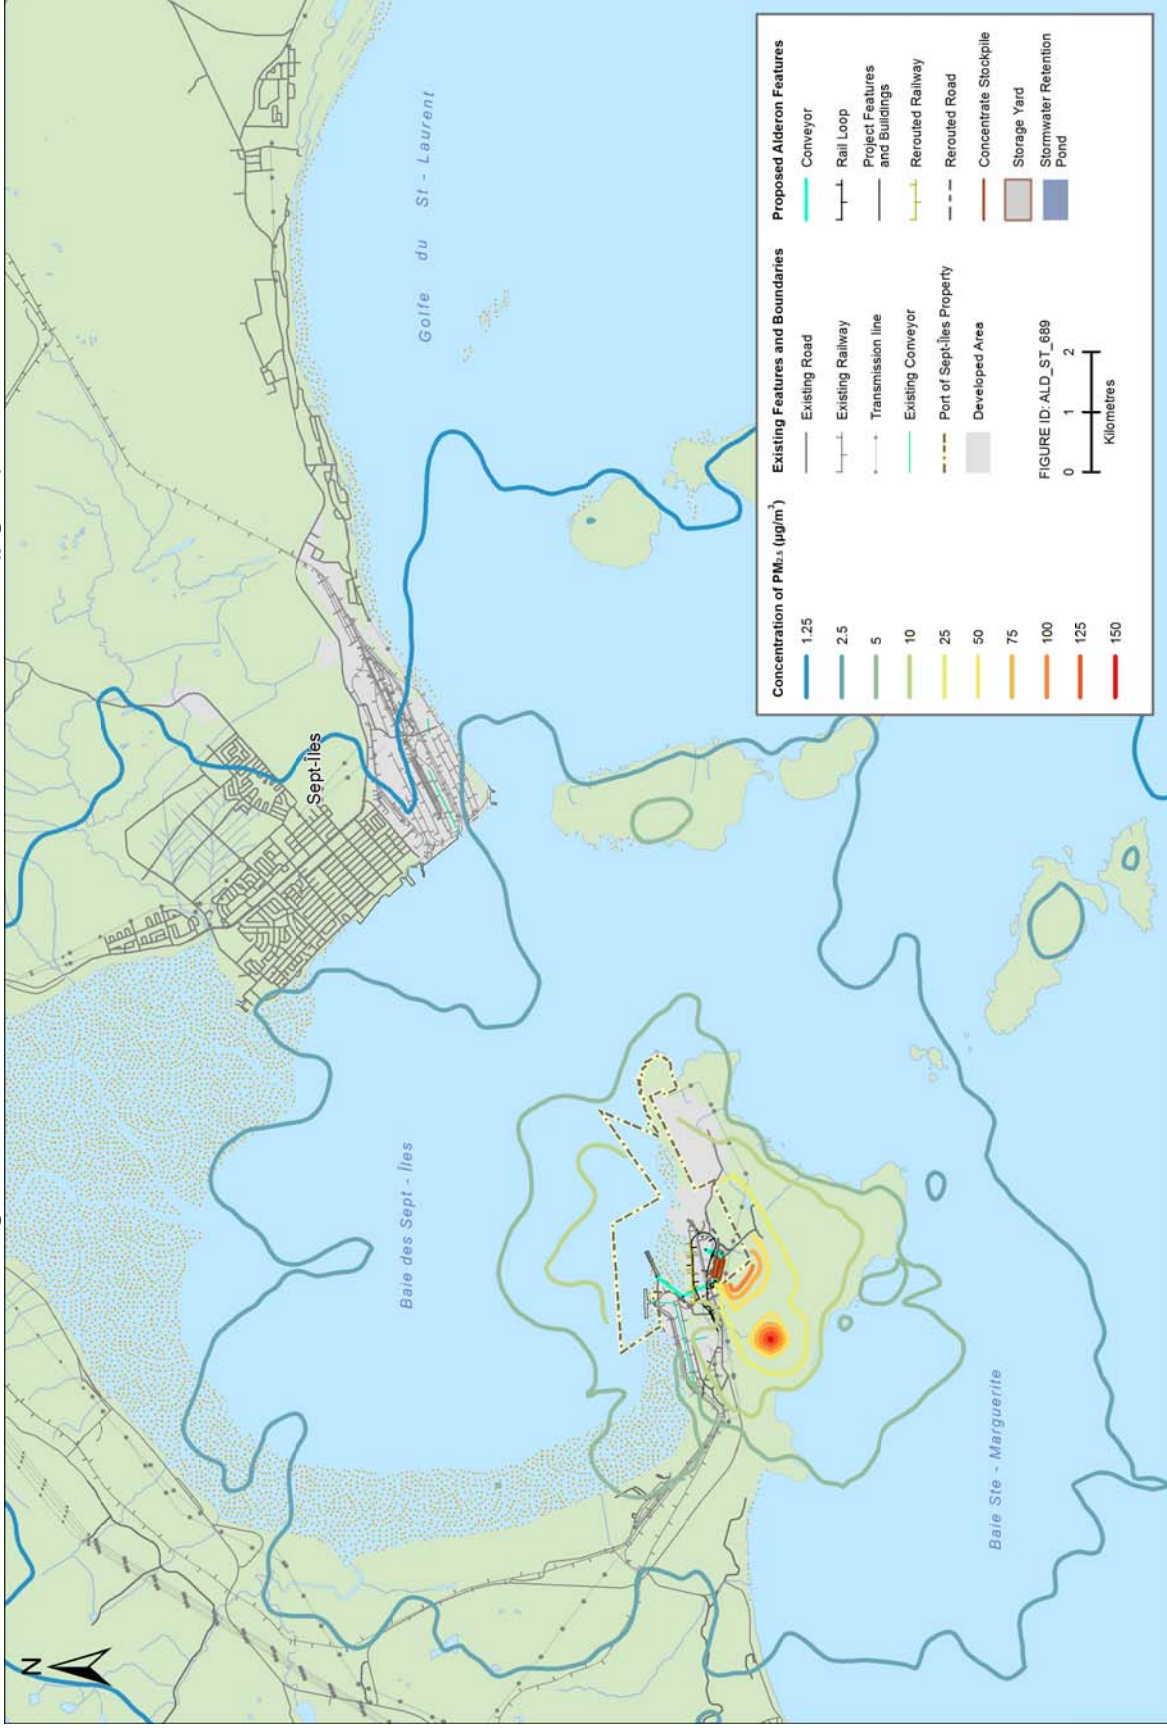 N
Sept-Îles
Golfe du St - Laurent
Baie des Sept - Îles
Baie Ste - Marguerite
Concentration of PM2.5 (µg/m³)
1.25
2.5
5
10
25
50
75
100
125
150
Existing Features and Boundaries
Existing Road
Existing Railway
Transmission line
Existing Conveyor
Port of Sept-Îles Property
Developed Area
FIGURE ID: ALD_ST_689
0 1 2
Kilometres
Proposed Alderon Features
Conveyor
Rail Loop
Project Features
and Buildings
Rerouted Railway
Rerouted Road
Concentrate Stockpile
Storage Yard
Stormwater Retention
Pond